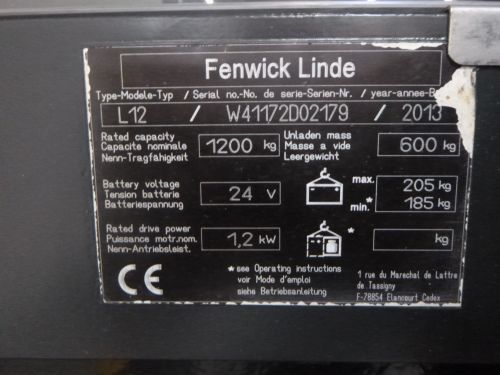 Fenwick Linde
Type-Modele-Typ / Serial no.-No. de serie-Serien-Nr. / year-annee-B
L12 / W41172D02179 / 2013
Rated capacity
Capacite nominale
Nenn-Tragfähigkeit
1200 kg
Unladen mass
Masse a vide
Leergewicht
600 kg
Battery voltage
Tension batterie
Batteriespannung
24 V
max. 205 kg
min.* 185 kg
Rated drive power
Puissance motr.nom.
Nenn-Antriebsleist.
1,2 kW
* kg
CE
* see Operating instructions
voir Mode d'emploi
siehe Betriebsanleitung
1 rue du Marechal de Lattre
de Tassigny
F-78854 Elancourt Cedex